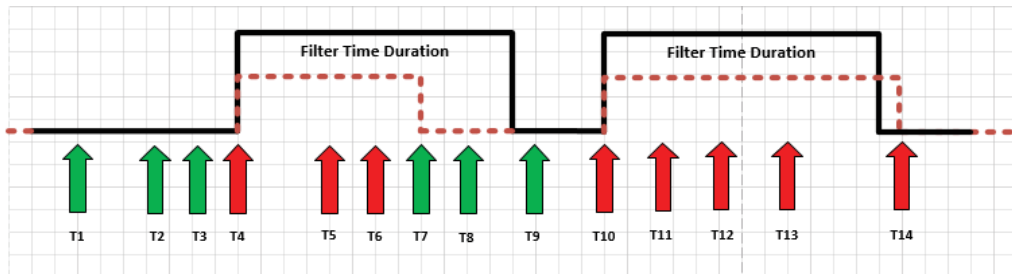 Filter Time Duration
Filter Time Duration
T1
T2
T3
T4
T5
T6
T7
T8
T9
T10
T11
T12
T13
T14